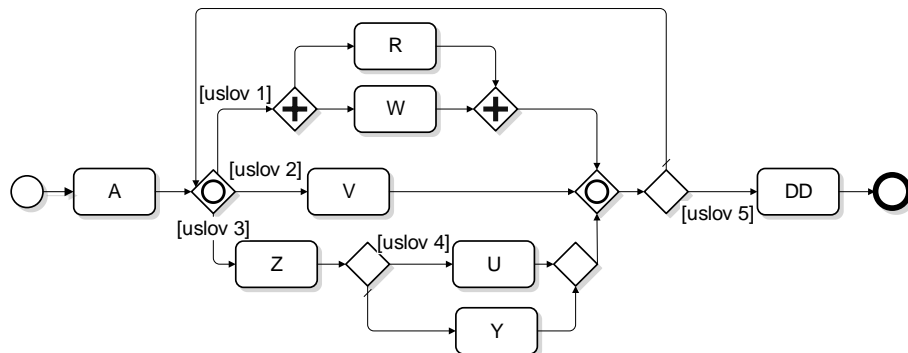 R
[uslov 1]
W
[uslov 2]
A
V
DD
[uslov 5]
[uslov 3]
[uslov 4]
Z
U
Y